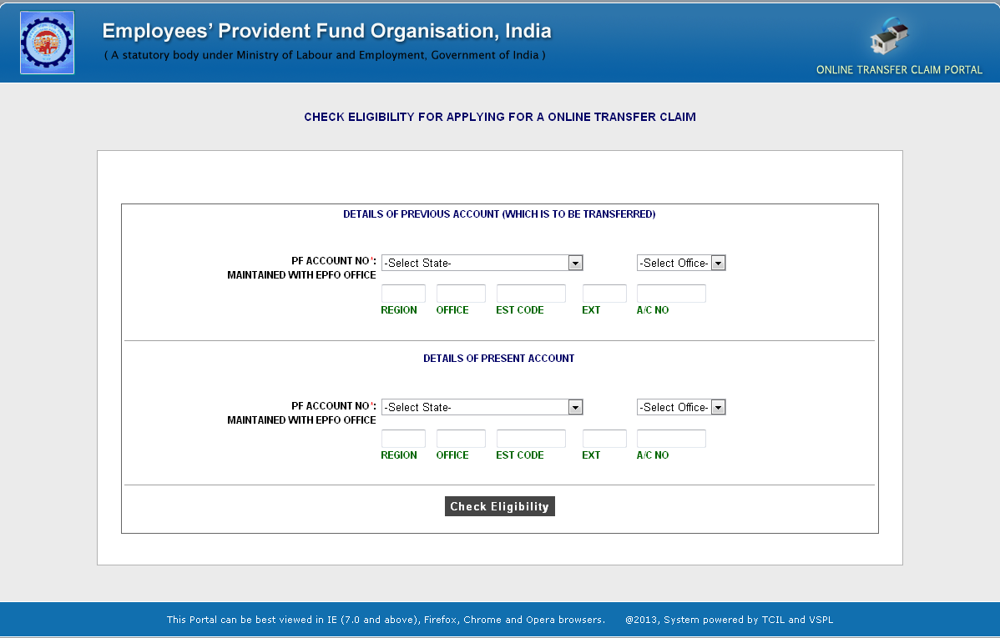 Employees' Provident Fund Organisation, India
( A statutory body under Ministry of Labour and Employment, Government of India )
ONLINE TRANSFER CLAIM PORTAL
CHECK ELIGIBILITY FOR APPLYING FOR A ONLINE TRANSFER CLAIM
DETAILS OF PREVIOUS ACCOUNT (WHICH IS TO BE TRANSFERRED)
PF ACCOUNT NO*: -Select State- -Select Office-
MAINTAINED WITH EPFO OFFICE
REGION OFFICE EST CODE EXT A/C NO
DETAILS OF PRESENT ACCOUNT
PF ACCOUNT NO*: -Select State- -Select Office-
MAINTAINED WITH EPFO OFFICE
REGION OFFICE EST CODE EXT A/C NO
Check Eligibility
This Portal can be best viewed in IE (7.0 and above), Firefox, Chrome and Opera browsers. @2013, System powered by TCIL and VSPL